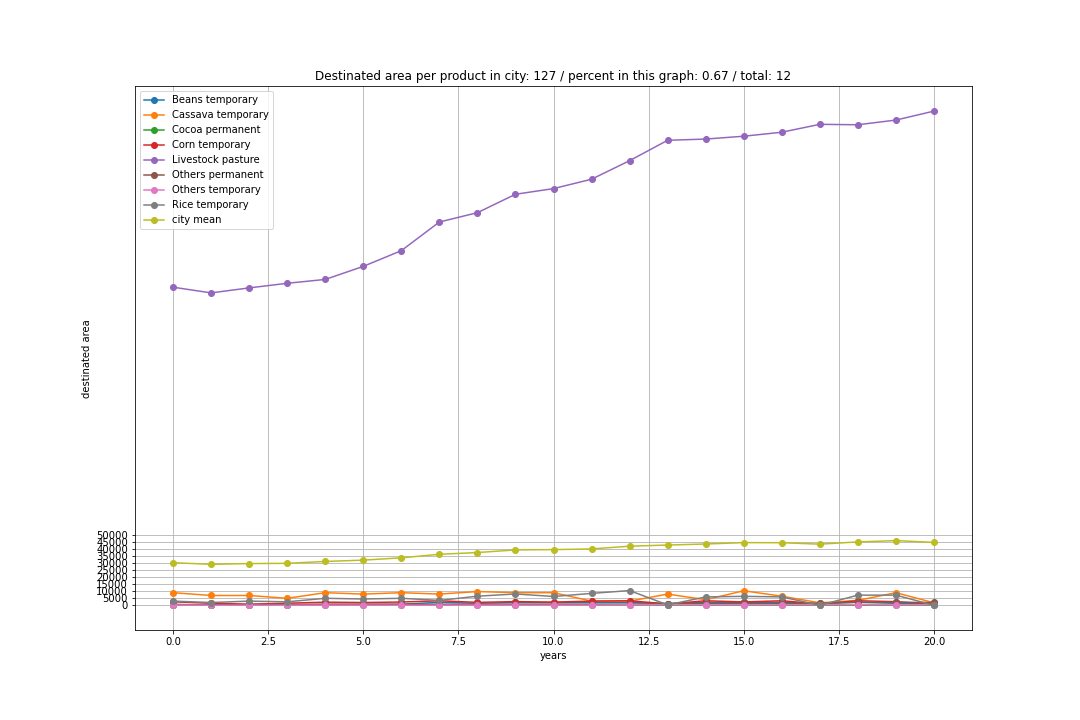 Destinated area per product in city: 127 / percent in this graph: 0.67 / total: 12
Beans temporary
Cassava temporary
Cocoa permanent
Corn temporary
Livestock pasture
Others permanent
Others temporary
Rice temporary
city mean
destinated area
50000
45000
40000
35000
30000
25000
20000
15000
10000
5000
0
0.0 2.5 5.0 7.5 10.0 12.5 15.0 17.5 20.0
years